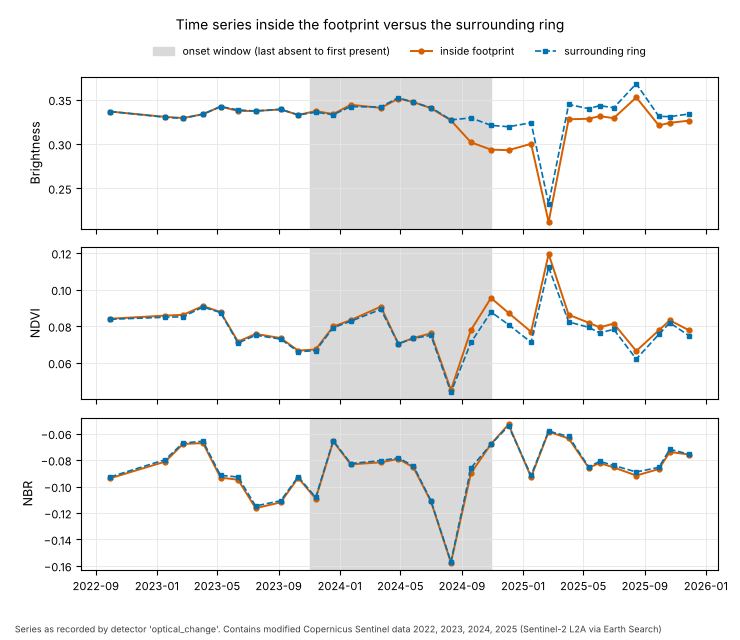 Time series inside the footprint versus the surrounding ring
onset window (last absent to first present) inside footprint surrounding ring
Brightness
0.35
0.30
0.25
NDVI
0.12
0.10
0.08
0.06
NBR
−0.06
−0.08
−0.10
−0.12
−0.14
−0.16
2022-09 2023-01 2023-05 2023-09 2024-01 2024-05 2024-09 2025-01 2025-05 2025-09 2026-01
Series as recorded by detector 'optical_change'. Contains modified Copernicus Sentinel data 2022, 2023, 2024, 2025 (Sentinel-2 L2A via Earth Search)